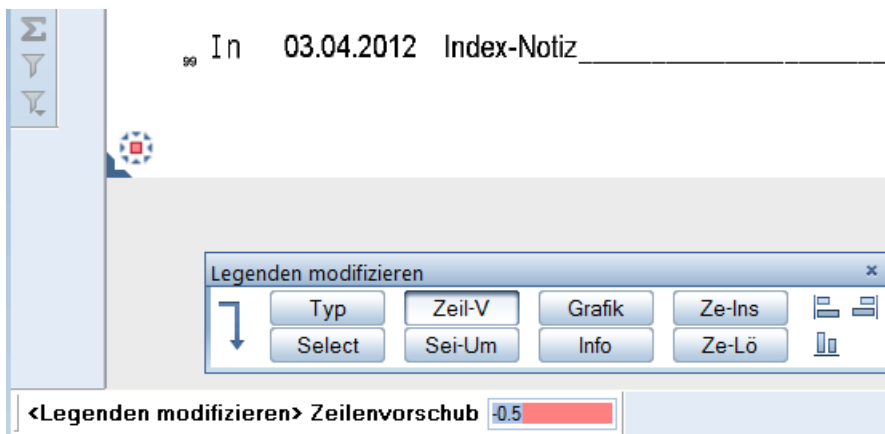 99 In 03.04.2012 Index-Notiz____________________
Legenden modifizieren
Typ Zeil-V Grafik Ze-Ins
Select Sei-Um Info Ze-Lö
<Legenden modifizieren> Zeilenvorschub -0.5